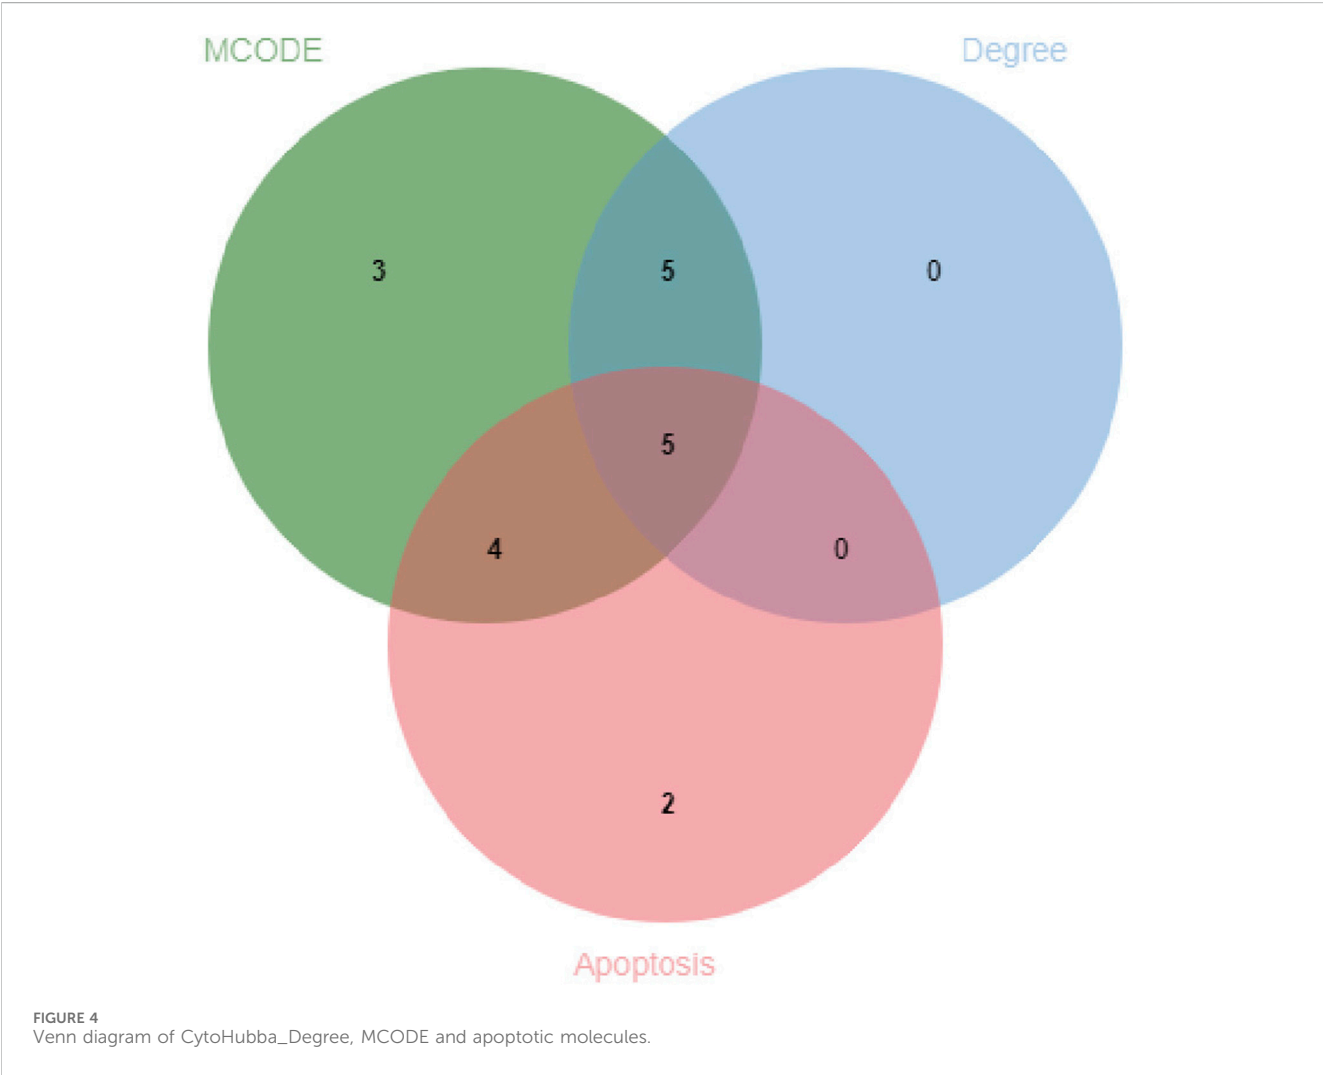 MCODE
Degree
3
5
0
5
4
0
2
Apoptosis
FIGURE 4
Venn diagram of CytoHubba_Degree, MCODE and apoptotic molecules.